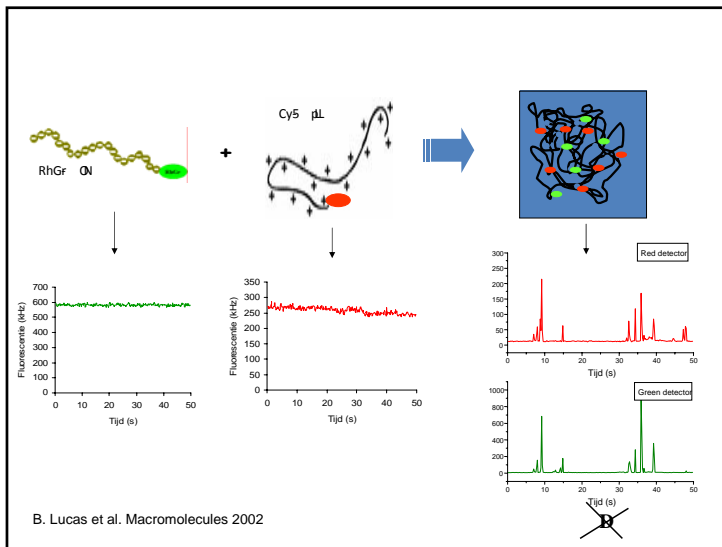 Cy5 pLL
RhGr- ON
RhGr
+
Red detector
Fluorescentie (kHz)
700
600
500
400
300
200
100
0
0 10 20 30 40 50
Tijd (s)
Fluorescentie (kHz)
350
300
250
200
150
100
50
0
0 10 20 30 40 50
Tijd (s)
300
250
200
150
100
50
0
0 10 20 30 40 50
Tijd (s)
Green detector
1000
800
600
400
200
0
0 10 20 30 40 50
Tijd (s)
B. Lucas et al. Macromolecules 2002
D